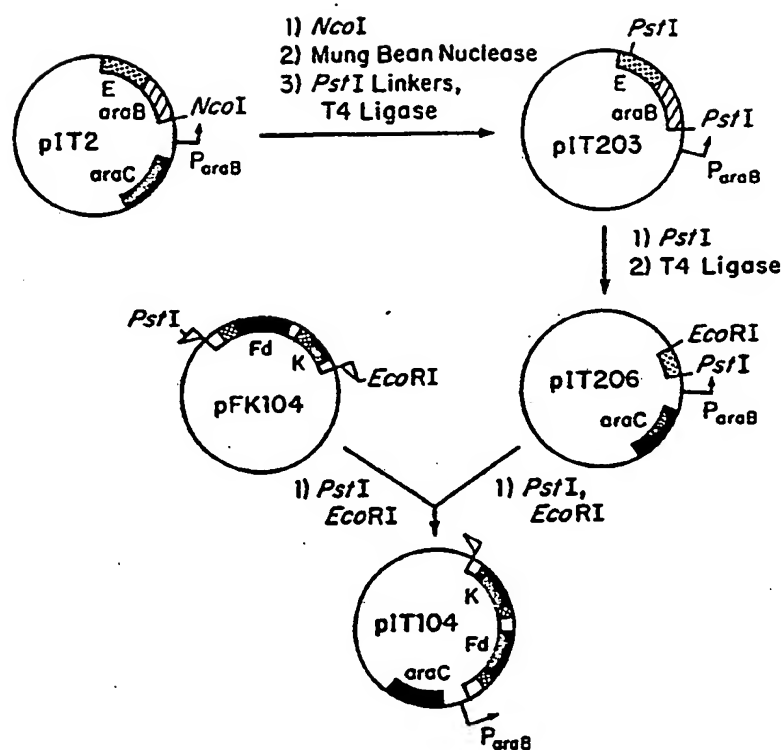 1) NcoI
2) Mung Bean Nuclease
3) PstI Linkers,
T4 Ligase
E
araB
NcoI
pIT2
ParaB
araC
PstI
E
araB
PstI
pIT203
ParaB
1) PstI
2) T4 Ligase
PstI
Fd
K
EcoRI
pFK104
EcoRI
PstI
pIT206
araC
ParaB
1) PstI
EcoRI
1) PstI,
EcoRI
K
pIT104
Fd
araC
ParaB